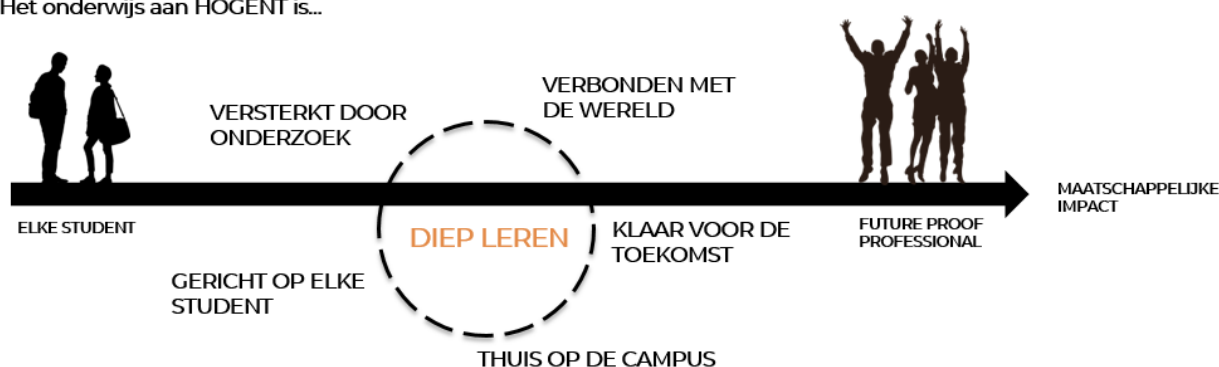 Het onderwijs aan HOGENT is...
VERBONDEN MET
DE WERELD
VERSTERKT DOOR
ONDERZOEK
MAATSCHAPPELIJKE
IMPACT
ELKE STUDENT
DIEP LEREN
KLAAR VOOR DE
TOEKOMST
FUTURE PROOF
PROFESSIONAL
GERICHT OP ELKE
STUDENT
THUIS OP DE CAMPUS